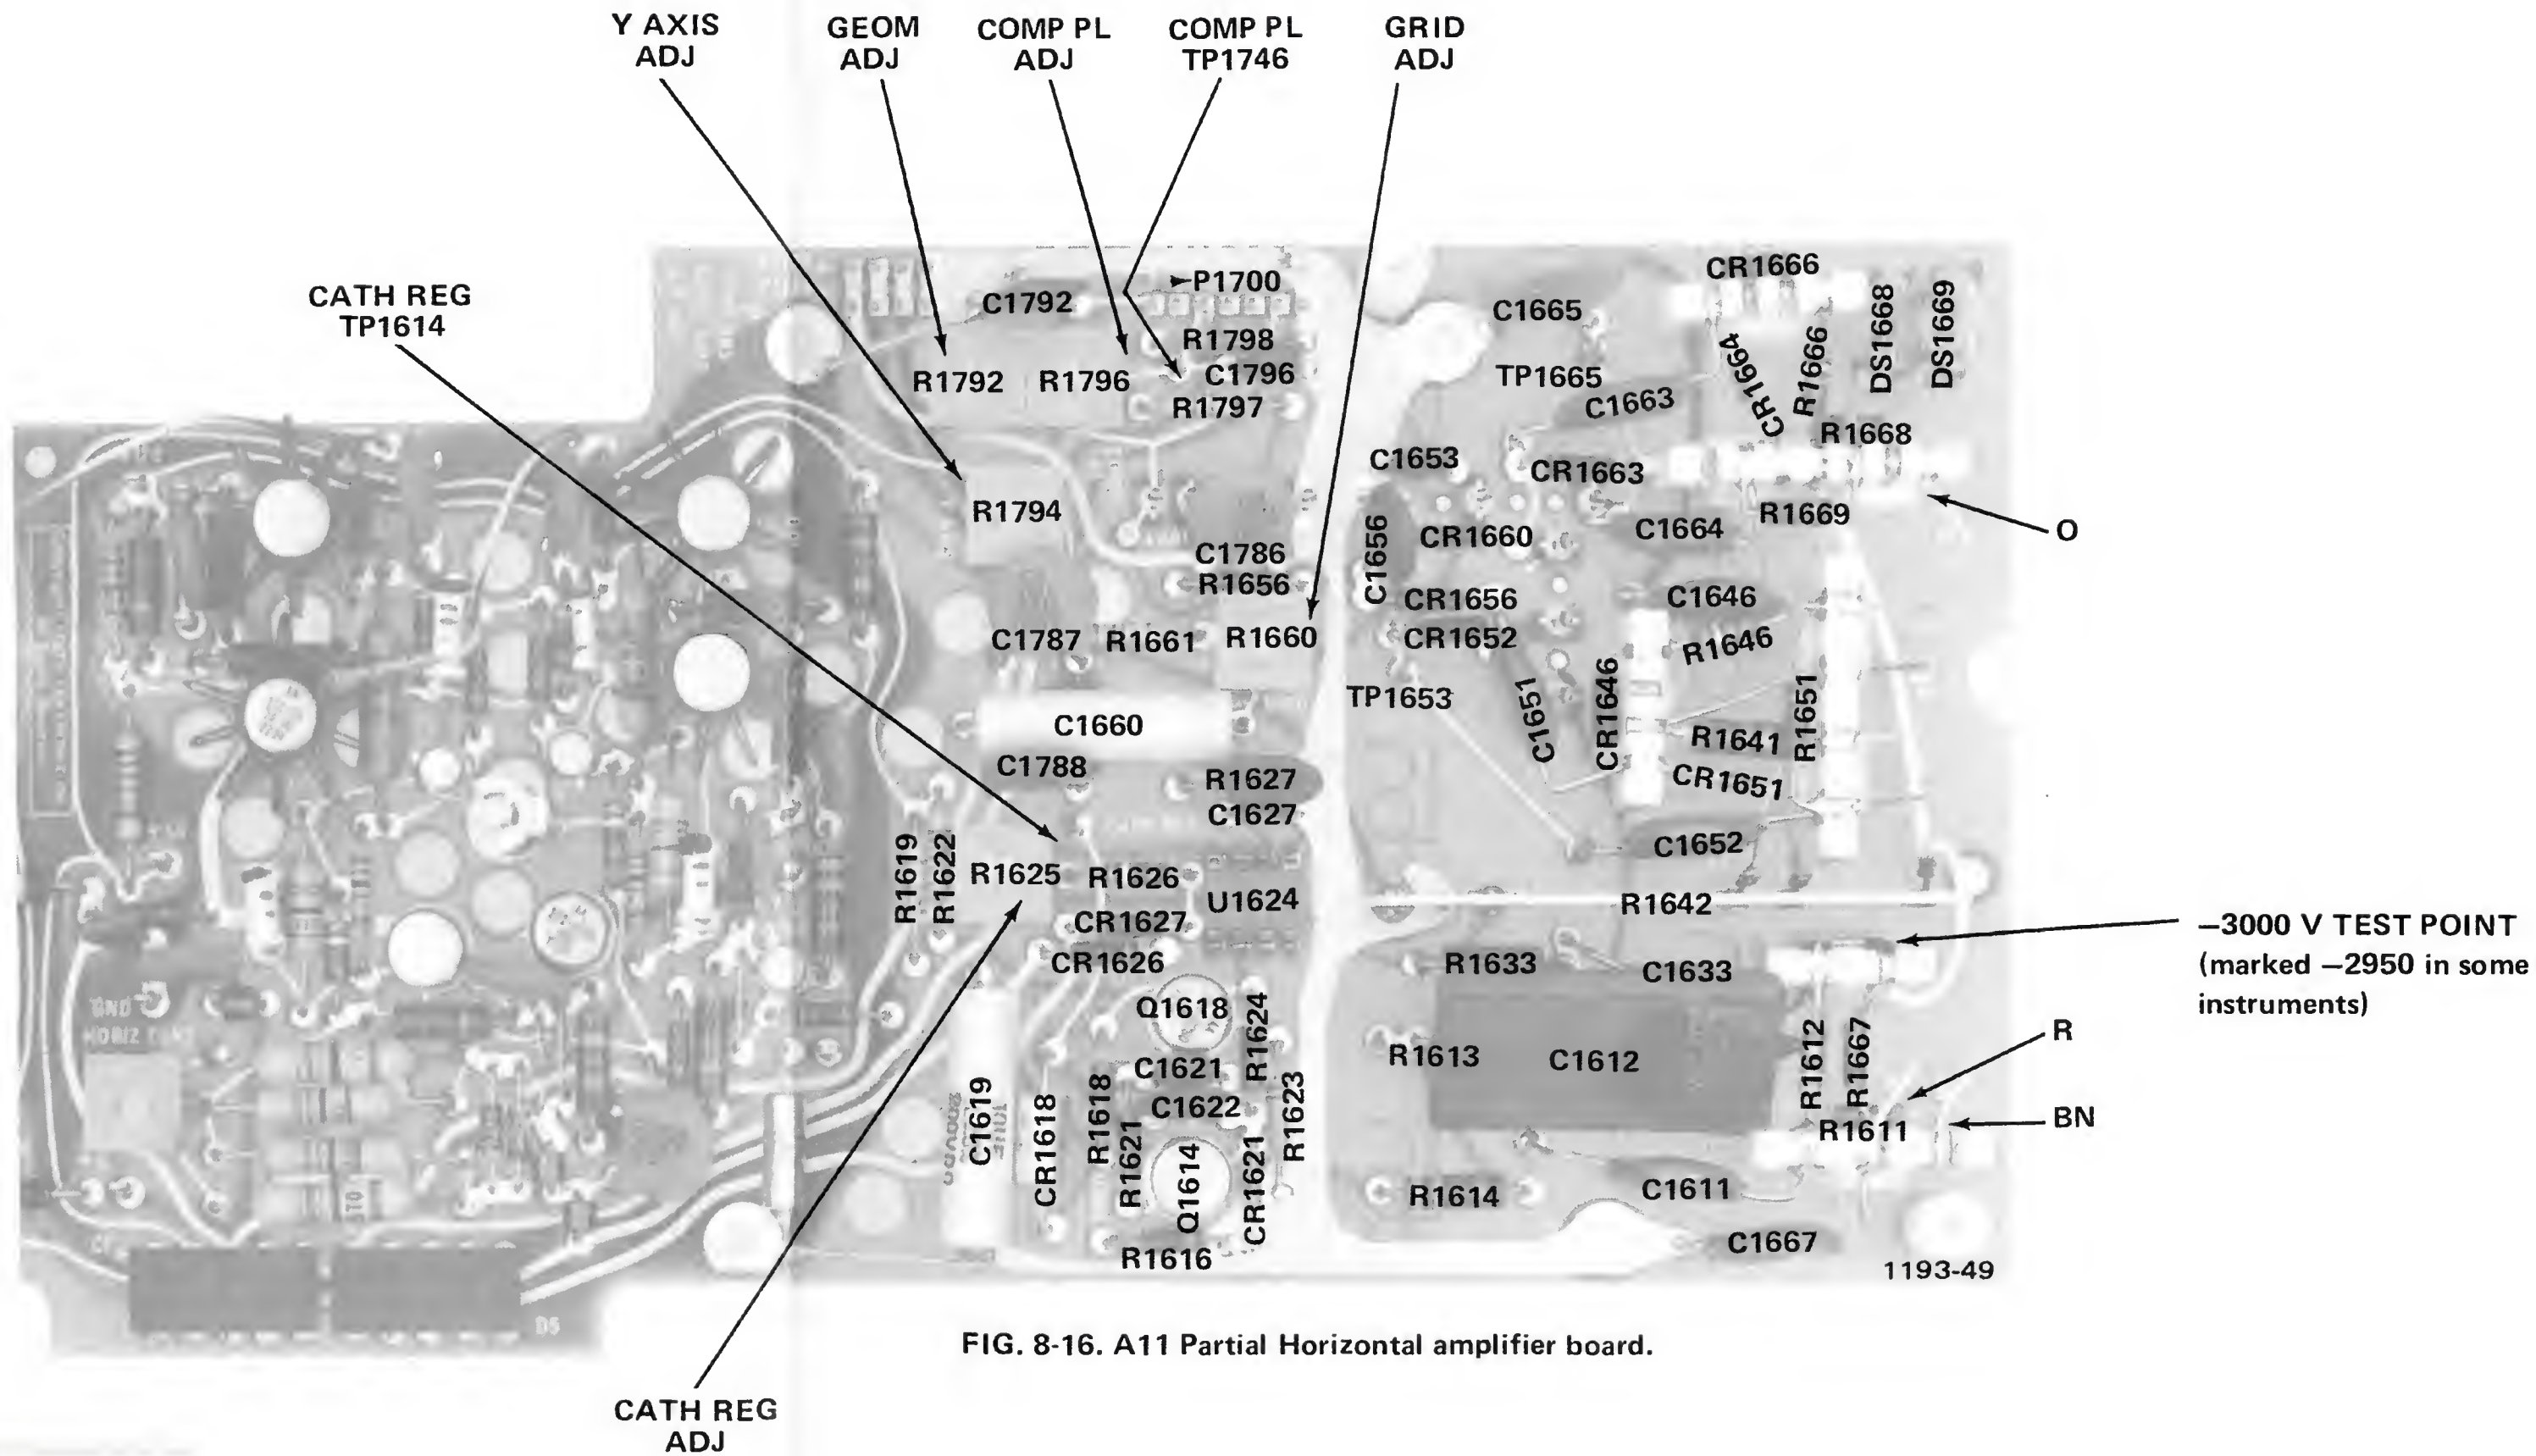 Y AXIS
ADJ
GEOM
ADJ
COMP PL
ADJ
COMP PL
TP1746
GRID
ADJ
CATH REG
TP1614
P1700
C1792
R1798
R1792
R1796
C1796
R1797
R1794
C1786
R1656
C1787
R1661
R1660
C1660
C1788
R1627
C1627
R1619
R1622
R1625
R1626
U1624
CR1627
CR1626
Q1618
R1624
C1621
C1622
R1623
C1619
CR1618
R1618
R1621
Q1614
CR1621
R1616
CR1666
C1665
CR1664
R1666
DS1668
DS1669
TP1665
C1663
R1668
C1653
CR1663
R1669
C1656
CR1660
C1664
O
CR1656
C1646
CR1652
R1646
TP1653
C1651
CR1646
R1651
R1641
CR1651
C1652
R1642
–3000 V TEST POINT
(marked –2950 in some
instruments)
R1633
C1633
R1613
C1612
R1612
R1667
R
BN
R1611
R1614
C1611
C1667
1193-49
GND
D5
FIG. 8-16. A11 Partial Horizontal amplifier board.
CATH REG
ADJ